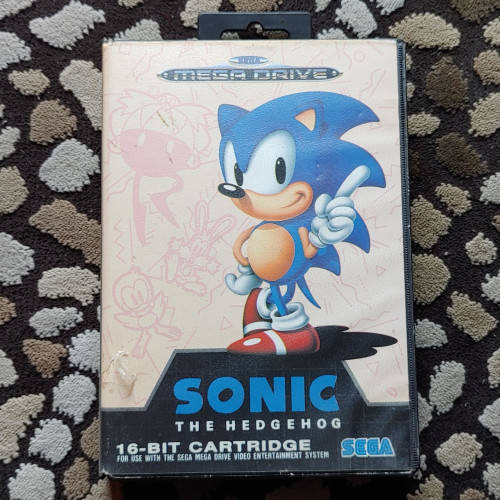 SEGA
MEGA DRIVE
SONIC
THE HEDGEHOG
16-BIT CARTRIDGE
FOR USE WITH THE SEGA MEGA DRIVE VIDEO ENTERTAINMENT SYSTEM
SEGA